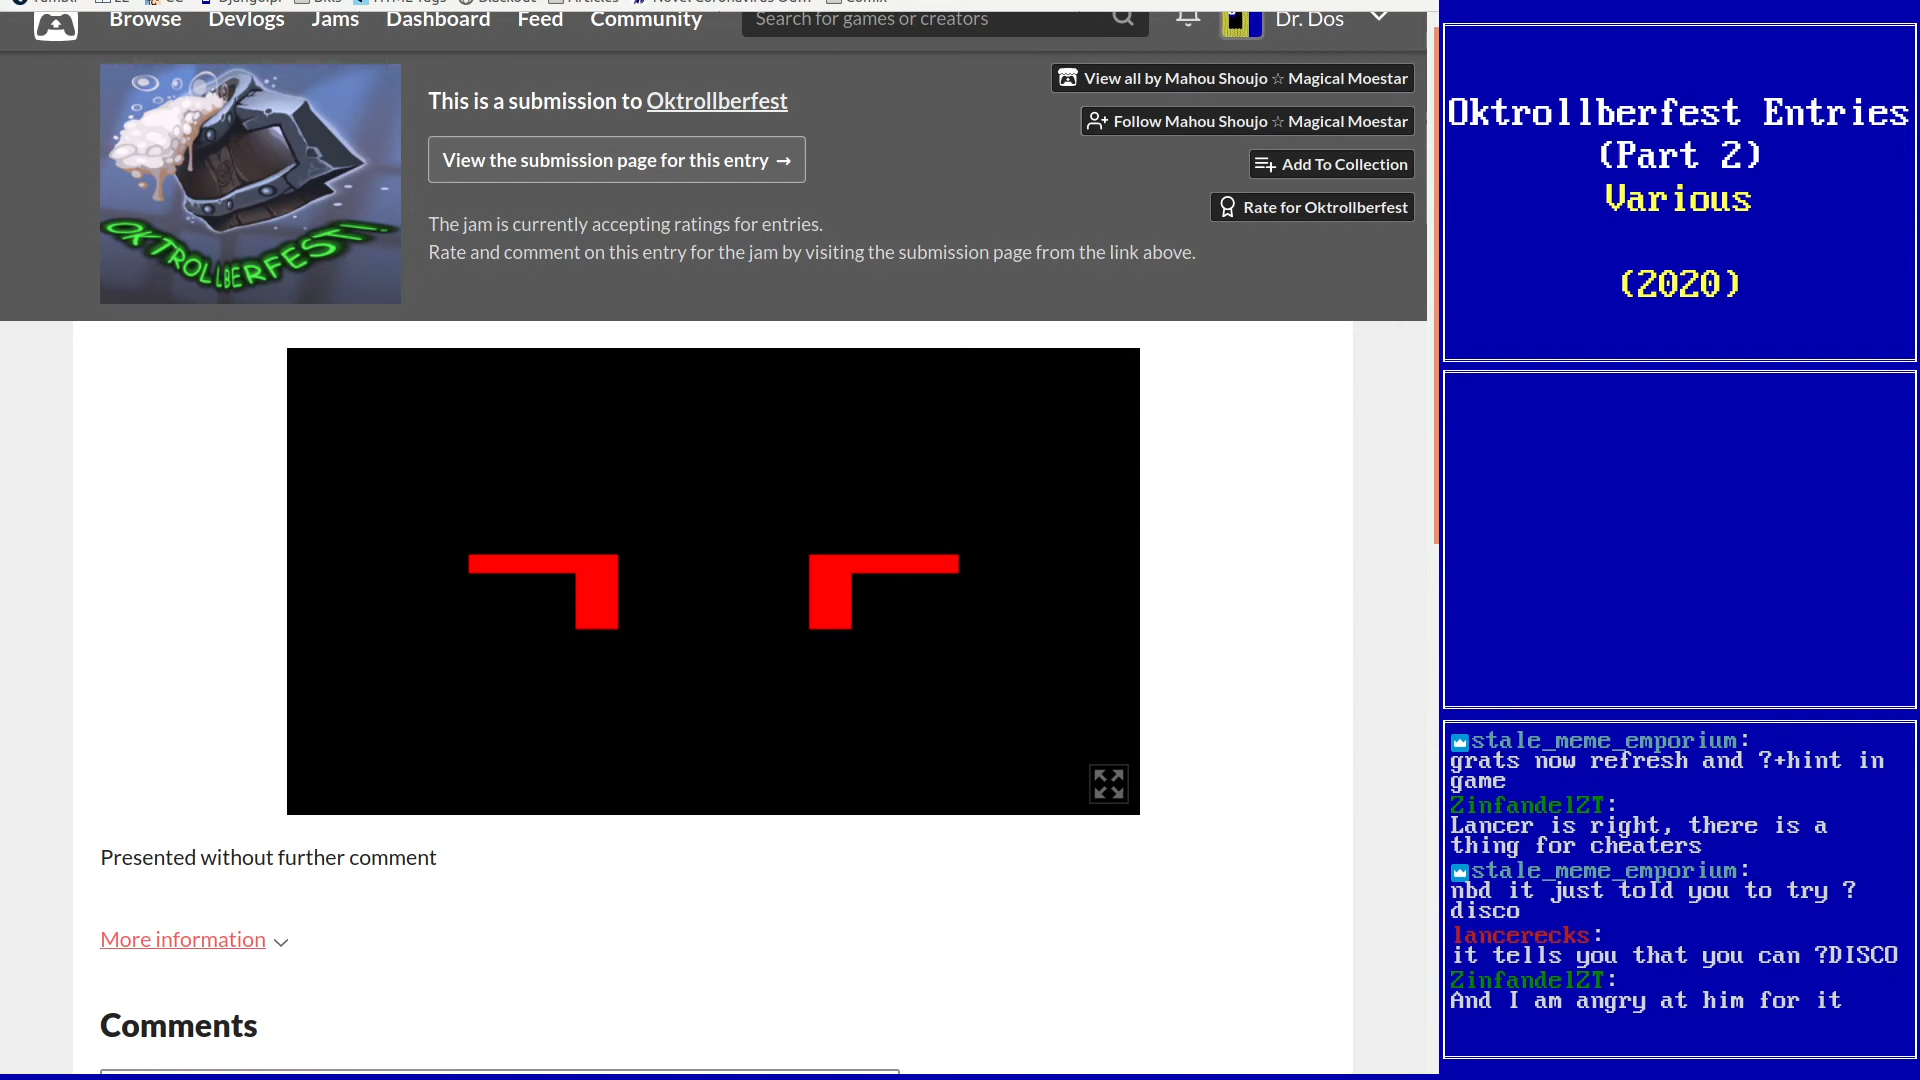 Browse Devlogs Jams Dashboard Feed Community Search for games or creators Dr. Dos
This is a submission to Oktrollberfest
View the submission page for this entry →
The jam is currently accepting ratings for entries.
Rate and comment on this entry for the jam by visiting the submission page from the link above.
View all by Mahou Shoujo ☆ Magical Moestar
Follow Mahou Shoujo ☆ Magical Moestar
Add To Collection
Rate for Oktrollberfest
OKTROLLBERFEST!
Presented without further comment
More information
Comments
Oktrollberfest Entries
(Part 2)
Various
(2020)
stale_meme_emporium:
grats now refresh and ?+hint in
game
ZinfandelZT:
Lancer is right, there is a
thing for cheaters
stale_meme_emporium:
nbd it just told you to try ?
disco
lancerecks:
it tells you that you can ?DISCO
ZinfandelZT:
And I am angry at him for it